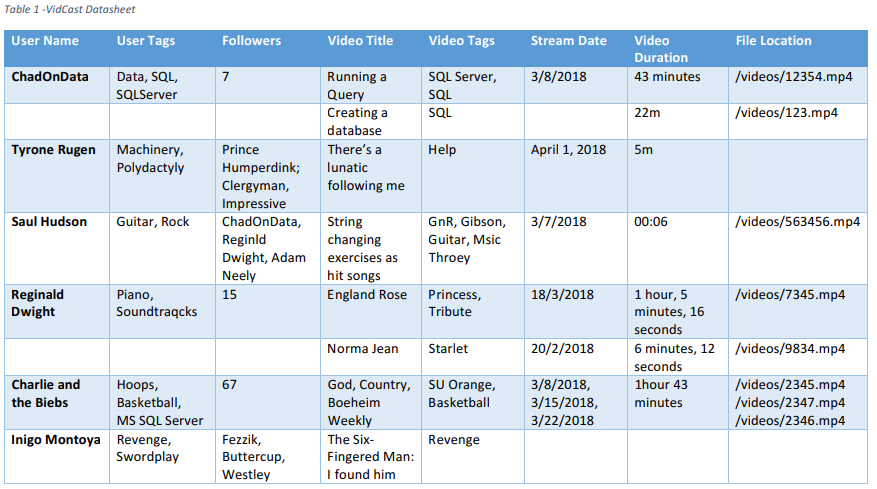 Table 1 -VidCast Datasheet
User Name
User Tags
Followers
Video Title
Video Tags
Stream Date
Video
Duration
File Location
ChadOnData
Data, SQL,
SQLServer
7
Running a
Query
SQL Server,
SQL
3/8/2018
43 minutes
/videos/12354.mp4
Creating a
database
SQL
22m
/videos/123.mp4
Tyrone Rugen
Machinery,
Polydactyly
Prince
Humperdink;
Clergyman,
Impressive
There's a
lunatic
following me
Help
April 1, 2018
5m
Saul Hudson
Guitar, Rock
ChadOnData,
Reginld
Dwight, Adam
Neely
String
changing
exercises as
hit songs
GnR, Gibson,
Guitar, Msic
Throey
3/7/2018
00:06
/videos/563456.mp4
Reginald
Dwight
Piano,
Soundtraqcks
15
England Rose
Princess,
Tribute
18/3/2018
1 hour, 5
minutes, 16
seconds
/videos/7345.mp4
Norma Jean
Starlet
20/2/2018
6 minutes, 12
seconds
/videos/9834.mp4
Charlie and
the Biebs
Hoops,
Basketball,
MS SQL Server
67
God, Country,
Boeheim
Weekly
SU Orange,
Basketball
3/8/2018,
3/15/2018,
3/22/2018
1hour 43
minutes
/videos/2345.mp4
/videos/2347.mp4
/videos/2346.mp4
Inigo Montoya
Revenge,
Swordplay
Fezzik,
Buttercup,
Westley
The Six-
Fingered Man:
I found him
Revenge